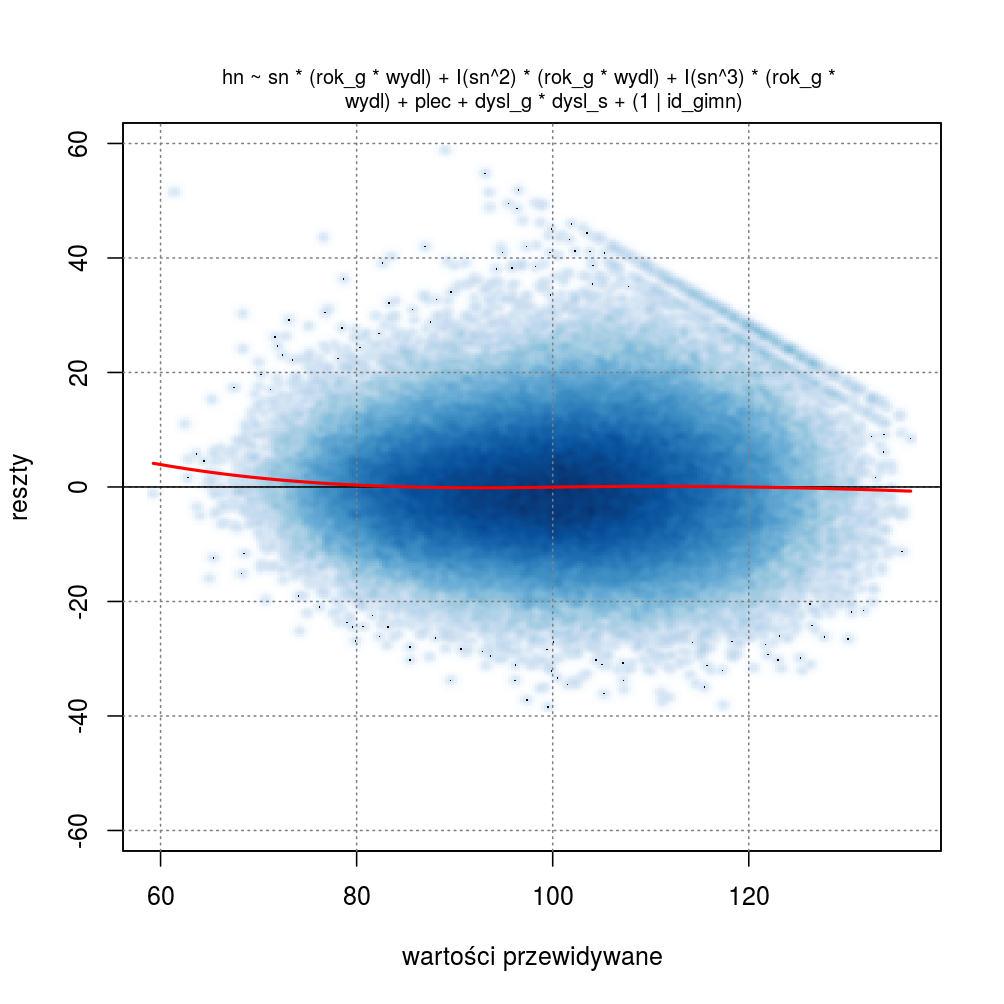 hn ~ sn * (rok_g * wydl) + I(sn^2) * (rok_g * wydl) + I(sn^3) * (rok_g *
wydl) + plec + dysl_g * dysl_s + (1 | id_gimn)
60
40
20
0
-20
-40
-60
reszty
60 80 100 120
wartości przewidywane